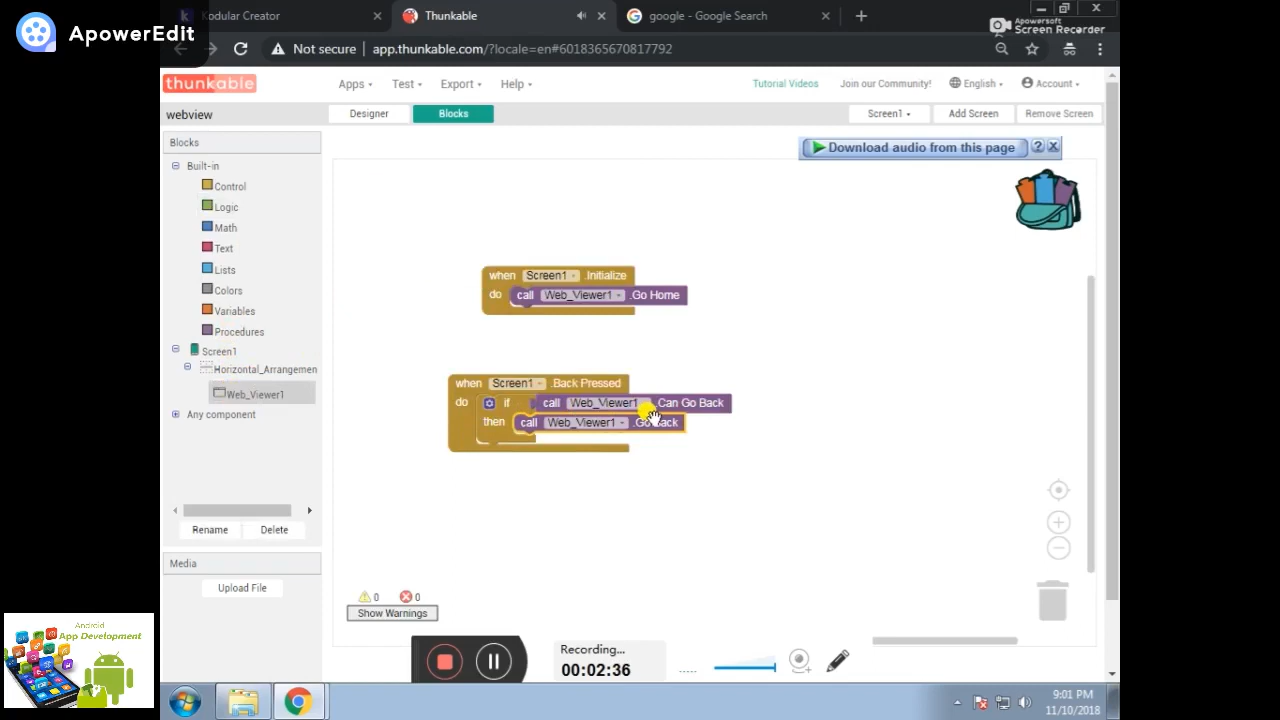 Kodular Creator
Thunkable
google - Google Search
ApowerEdit
Apowersoft
Screen Recorder
Not secure
app.thunkable.com/?locale=en#6018365670817792
thunkable
Apps
Test
Export
Help
Tutorial Videos
Join our Community!
English
Account
webview
Designer
Blocks
Screen1
Add Screen
Remove Screen
Blocks
Download audio from this page
?
Built-in
Control
Logic
Math
Text
Lists
Colors
Variables
Procedures
Screen1
Horizontal_Arrangemen
Web_Viewer1
Any component
when Screen1 .Initialize
do call Web_Viewer1 .Go Home
when Screen1 .Back Pressed
do if call Web_Viewer1 .Can Go Back
then call Web_Viewer1 .Go Back
Rename
Delete
Media
Upload File
0
0
Show Warnings
Recording...
00:02:36
Android
App Development
9:01 PM
11/10/2018